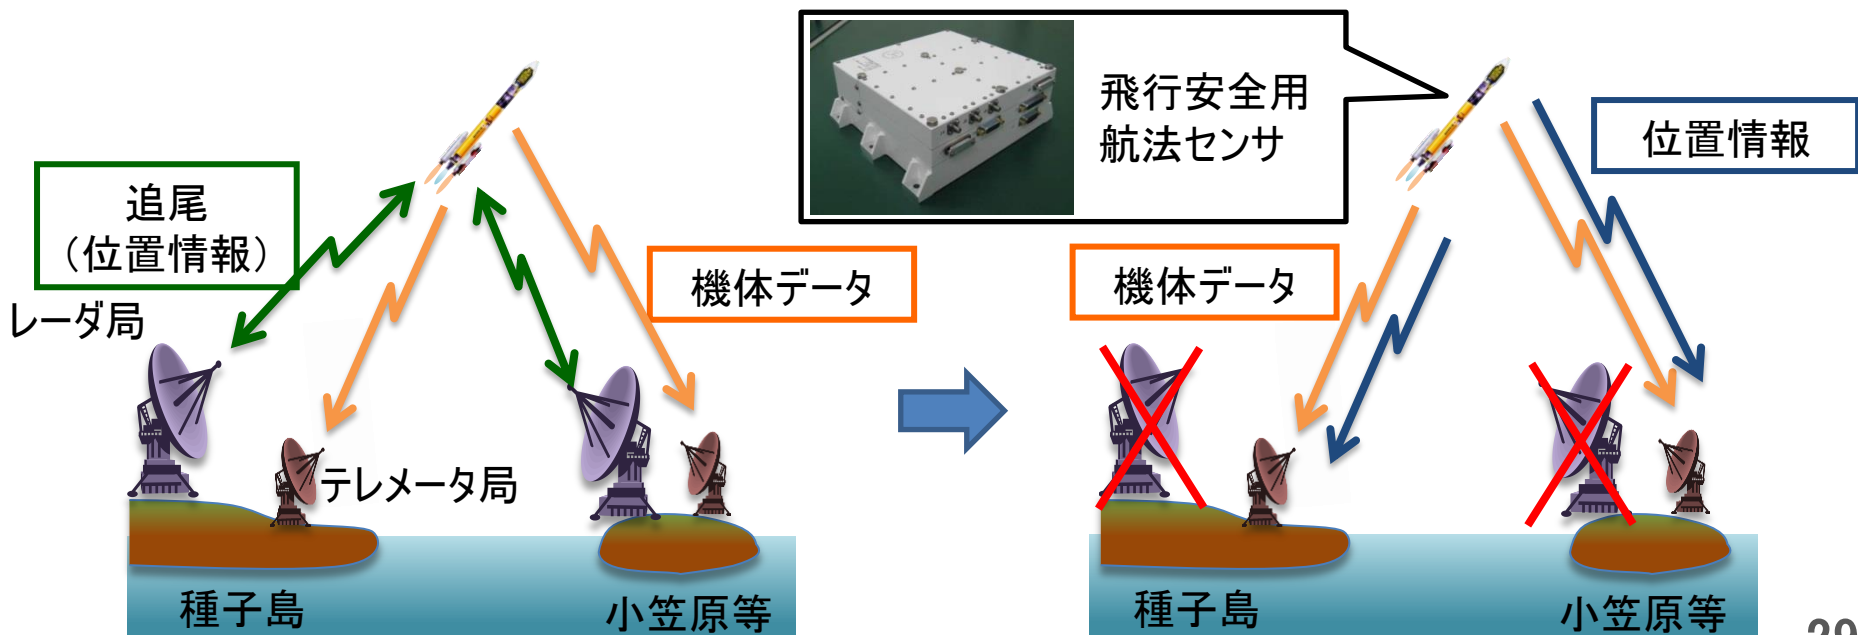 追尾
（位置情報）
レーダ局
機体データ
テレメータ局
種子島
小笠原等
飛行安全用
航法センサ
位置情報
機体データ
種子島
小笠原等